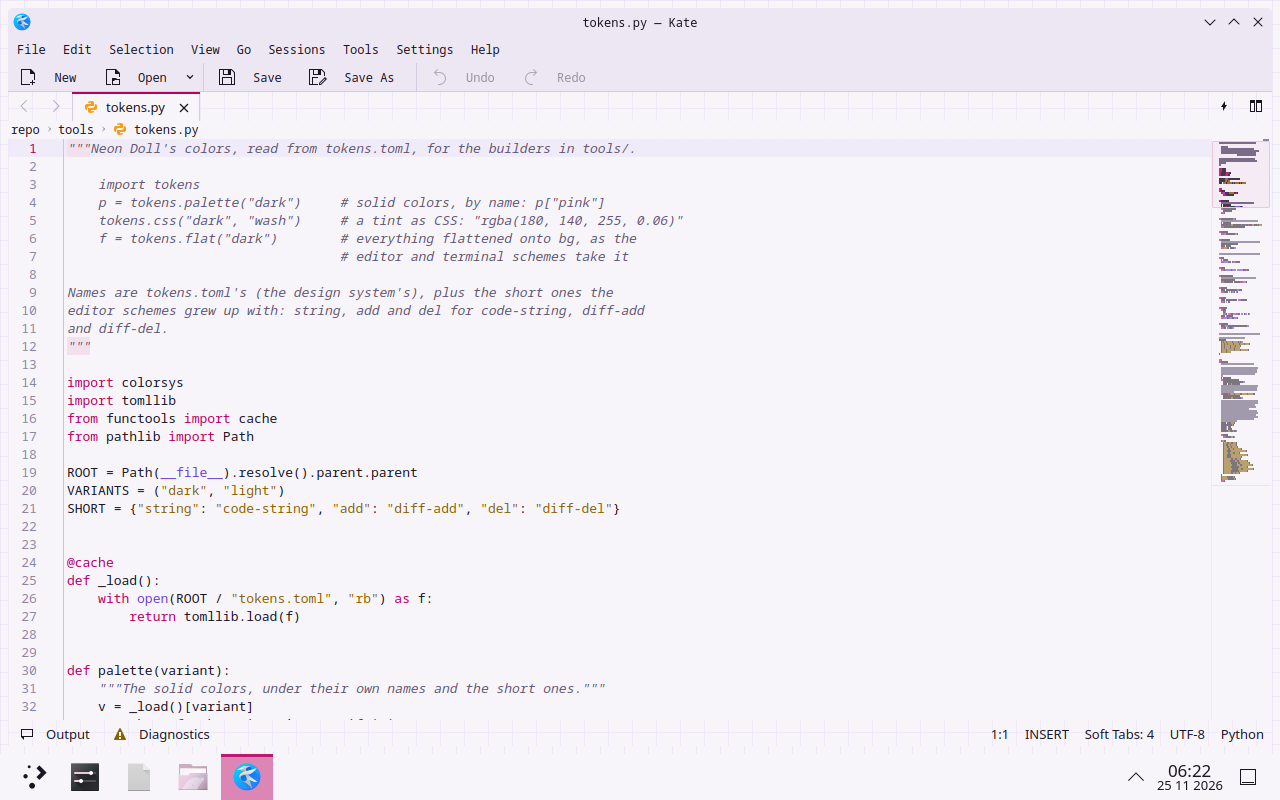 tokens.py — Kate
File Edit Selection View Go Sessions Tools Settings Help
New Open Save Save As Undo Redo
tokens.py
repo tools tokens.py
1 """Neon Doll's colors, read from tokens.toml, for the builders in tools/.
2
3 import tokens
4 p = tokens.palette("dark") # solid colors, by name: p["pink"]
5 tokens.css("dark", "wash") # a tint as CSS: "rgba(180, 140, 255, 0.06)"
6 f = tokens.flat("dark") # everything flattened onto bg, as the
7 # editor and terminal schemes take it
8
9 Names are tokens.toml's (the design system's), plus the short ones the
10 editor schemes grew up with: string, add and del for code-string, diff-add
11 and diff-del.
12 """
13
14 import colorsys
15 import tomllib
16 from functools import cache
17 from pathlib import Path
18
19 ROOT = Path(__file__).resolve().parent.parent
20 VARIANTS = ("dark", "light")
21 SHORT = {"string": "code-string", "add": "diff-add", "del": "diff-del"}
22
23
24 @cache
25 def _load():
26 with open(ROOT / "tokens.toml", "rb") as f:
27 return tomllib.load(f)
28
29
30 def palette(variant):
31 """The solid colors, under their own names and the short ones."""
32 v = _load()[variant]
Output Diagnostics 1:1 INSERT Soft Tabs: 4 UTF-8 Python
06:22
25 11 2026